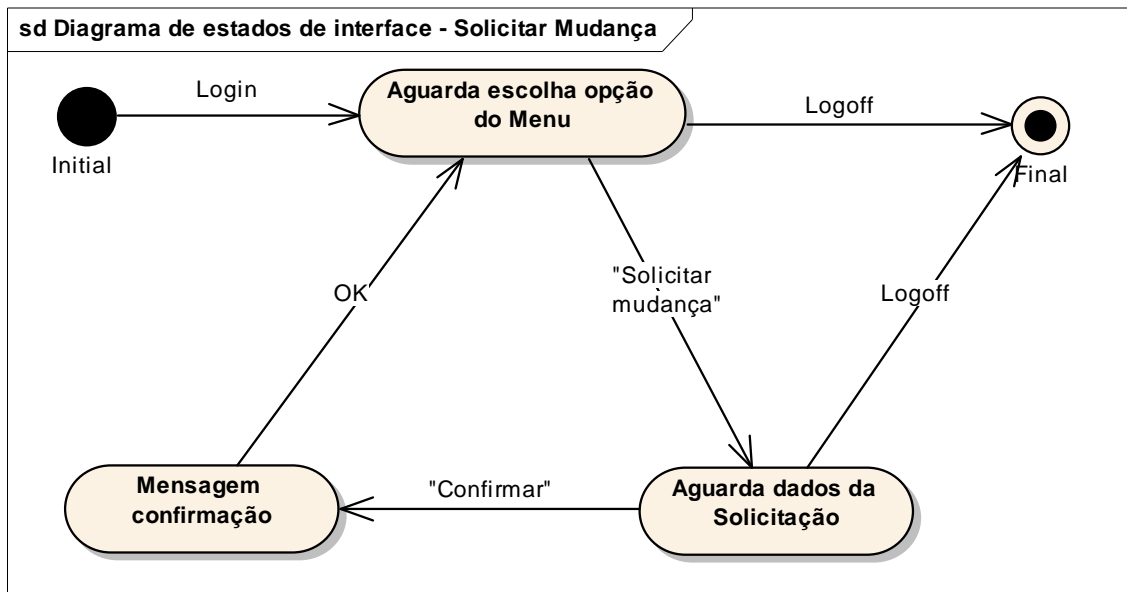 sd Diagrama de estados de interface - Solicitar Mudança
Login
Aguarda escolha opção
do Menu
Logoff
Initial
Final
"Solicitar
mudança"
OK
Logoff
Mensagem
confirmação
"Confirmar"
Aguarda dados da
Solicitação